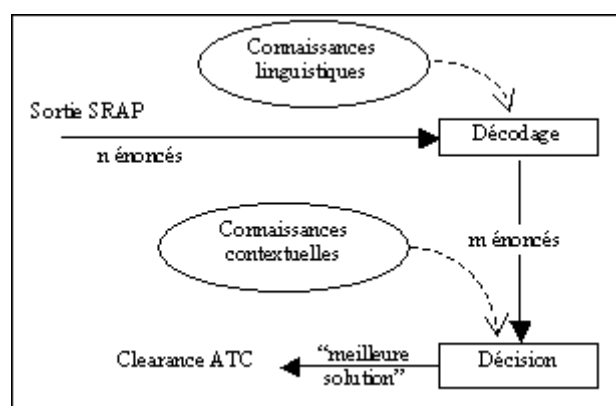 Connaissances
linguistiques
Sortie SRAP
n énoncés
Décodage
Connaissances
contextuelles
m énoncés
Clearance ATC
“meilleure
solution”
Décision